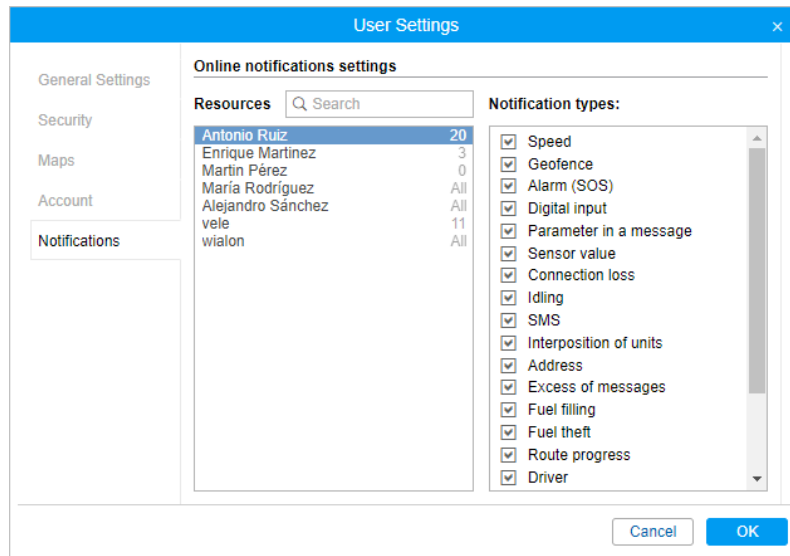 User Settings ×
General Settings
Security
Maps
Account
Notifications
Online notifications settings
Resources Search
Antonio Ruiz 20
Enrique Martinez 3
Martin Pérez 0
María Rodríguez All
Alejandro Sánchez All
vele 11
wialon All
Notification types:
Speed
Geofence
Alarm (SOS)
Digital input
Parameter in a message
Sensor value
Connection loss
Idling
SMS
Interposition of units
Address
Excess of messages
Fuel filling
Fuel theft
Route progress
Driver
Cancel OK